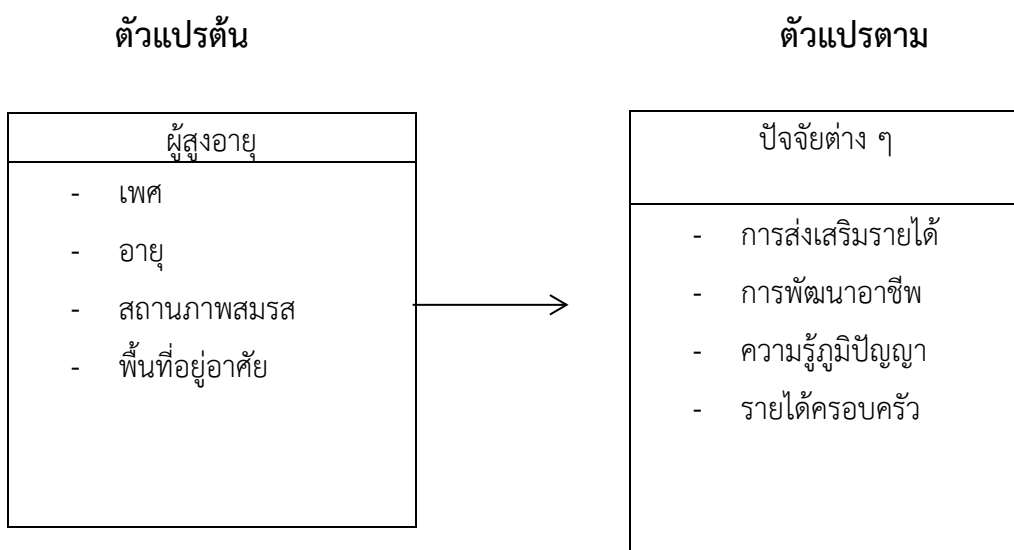 ตัวแปรต้น
ตัวแปรตาม
ผู้สูงอายุ
- เพศ
- อายุ
- สถานภาพสมรส
- พื้นที่อยู่อาศัย
ปัจจัยต่าง ๆ
- การส่งเสริมรายได้
- การพัฒนาอาชีพ
- ความรู้ภูมิปัญญา
- รายได้ครอบครัว